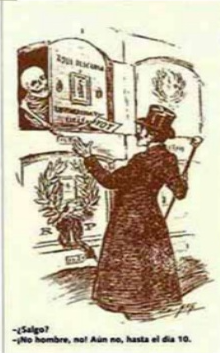 AQUI DESCANSA
R P
-¿Salgo?
-¡No hombre, no! Aún no, hasta el día 10.